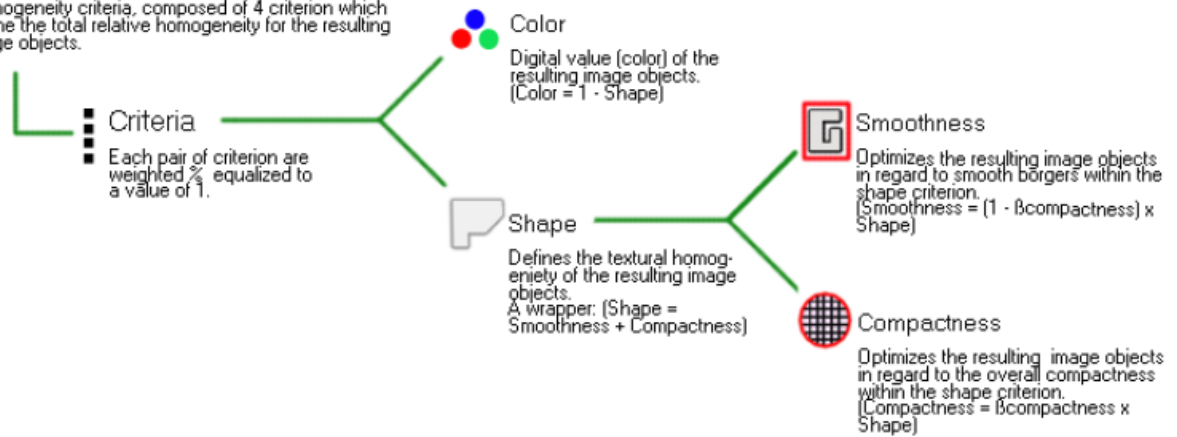 ogeneity criteria, composed of 4 criterion which
ne the total relative homogeneity for the resulting
ge objects.
Color
Digital value (color) of the
resulting image objects.
(Color = 1 - Shape)
Criteria
Each pair of criterion are
weighted % equalized to
a value of 1.
Smoothness
Optimizes the resulting image objects
in regard to smooth borgers within the
shape criterion.
(Smoothness = (1 - ßcompactness) x
Shape)
Shape
Defines the textural homog-
eniety of the resulting image
objects.
A wrapper: (Shape =
Smoothness + Compactness)
Compactness
Optimizes the resulting image objects
in regard to the overall compactness
within the shape criterion.
(Compactness = ßcompactness x
Shape)